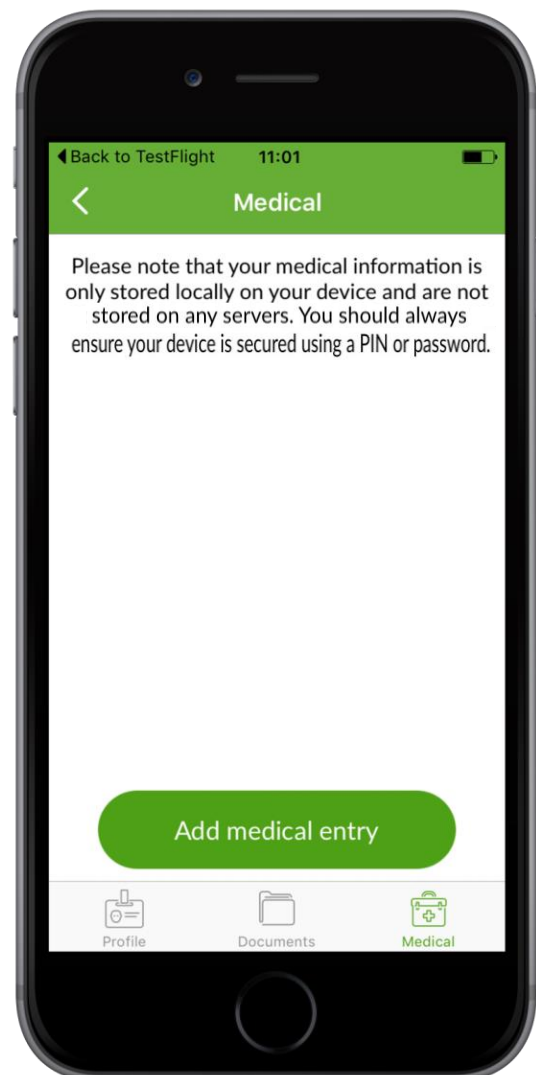 Back to TestFlight 11:01
Medical
Please note that your medical information is
only stored locally on your device and are not
stored on any servers. You should always
ensure your device is secured using a PIN or password.
Add medical entry
Profile Documents Medical